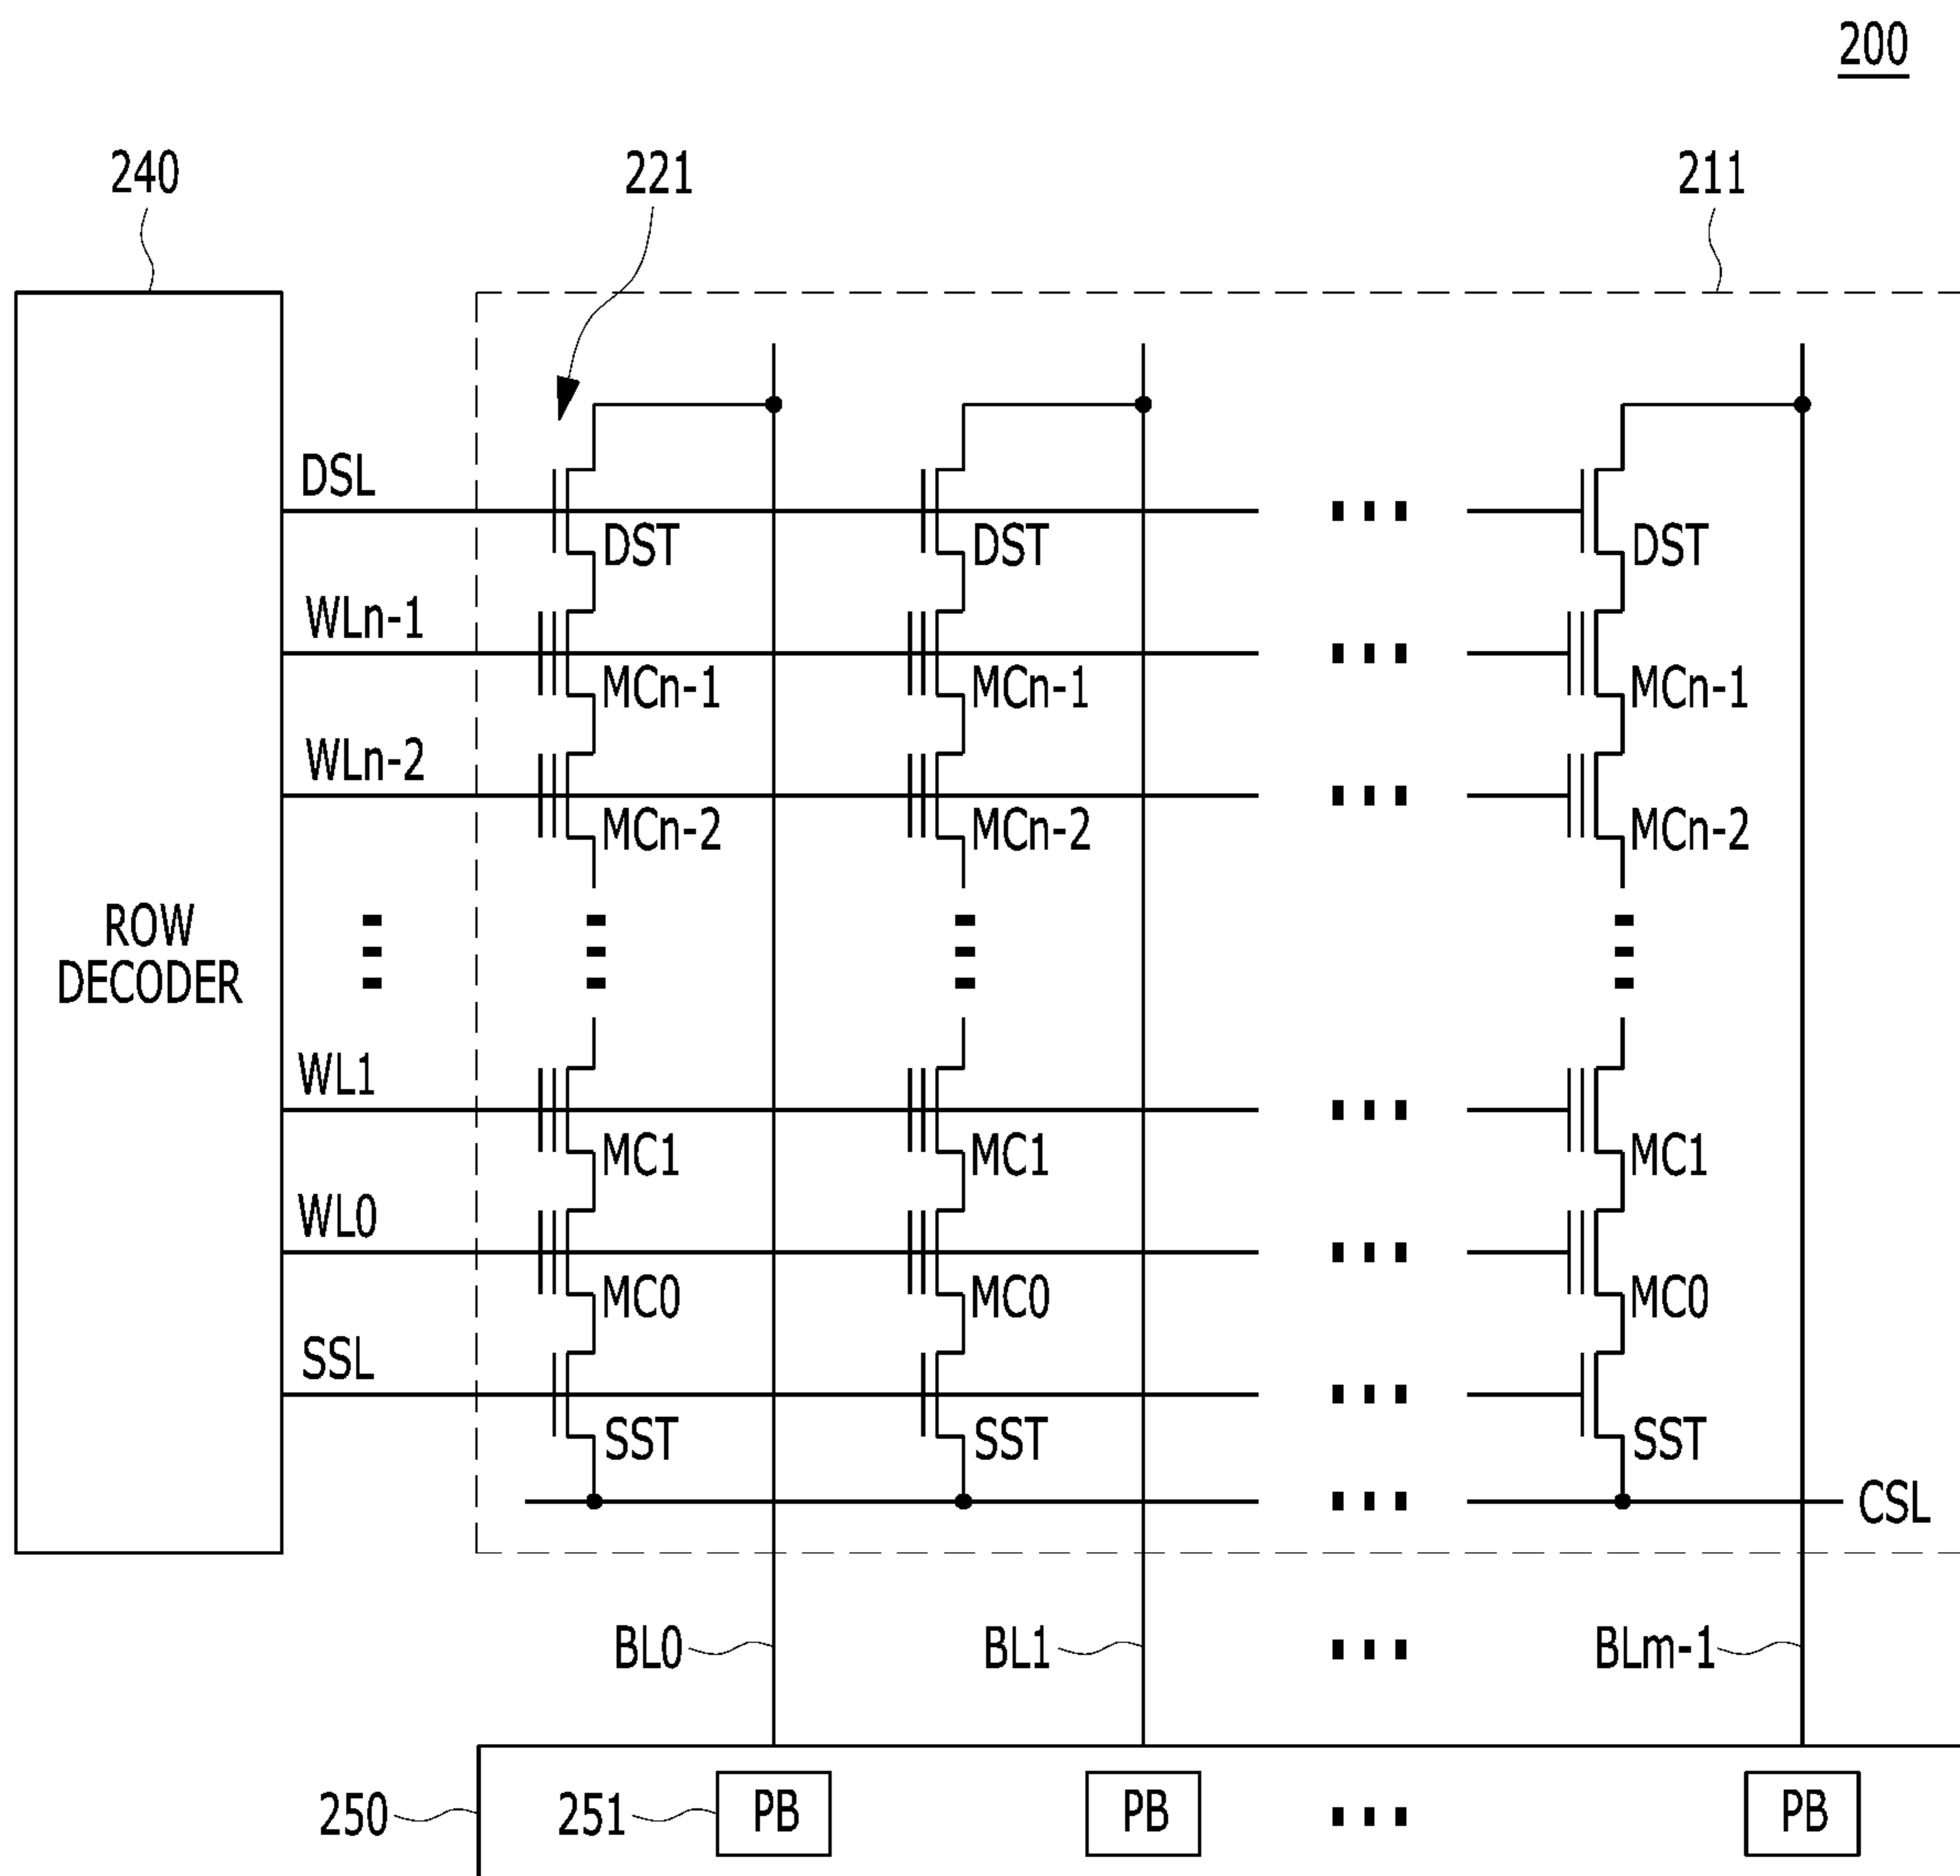 200
240 221 211
DSL
DST DST DST
WLn-1
MCn-1 MCn-1 MCn-1
WLn-2
MCn-2 MCn-2 MCn-2
ROW
DECODER
WL1
MC1 MC1 MC1
WL0
MC0 MC0 MC0
SSL
SST SST SST
CSL
BL0 BL1 BLm-1
250 251 PB PB PB